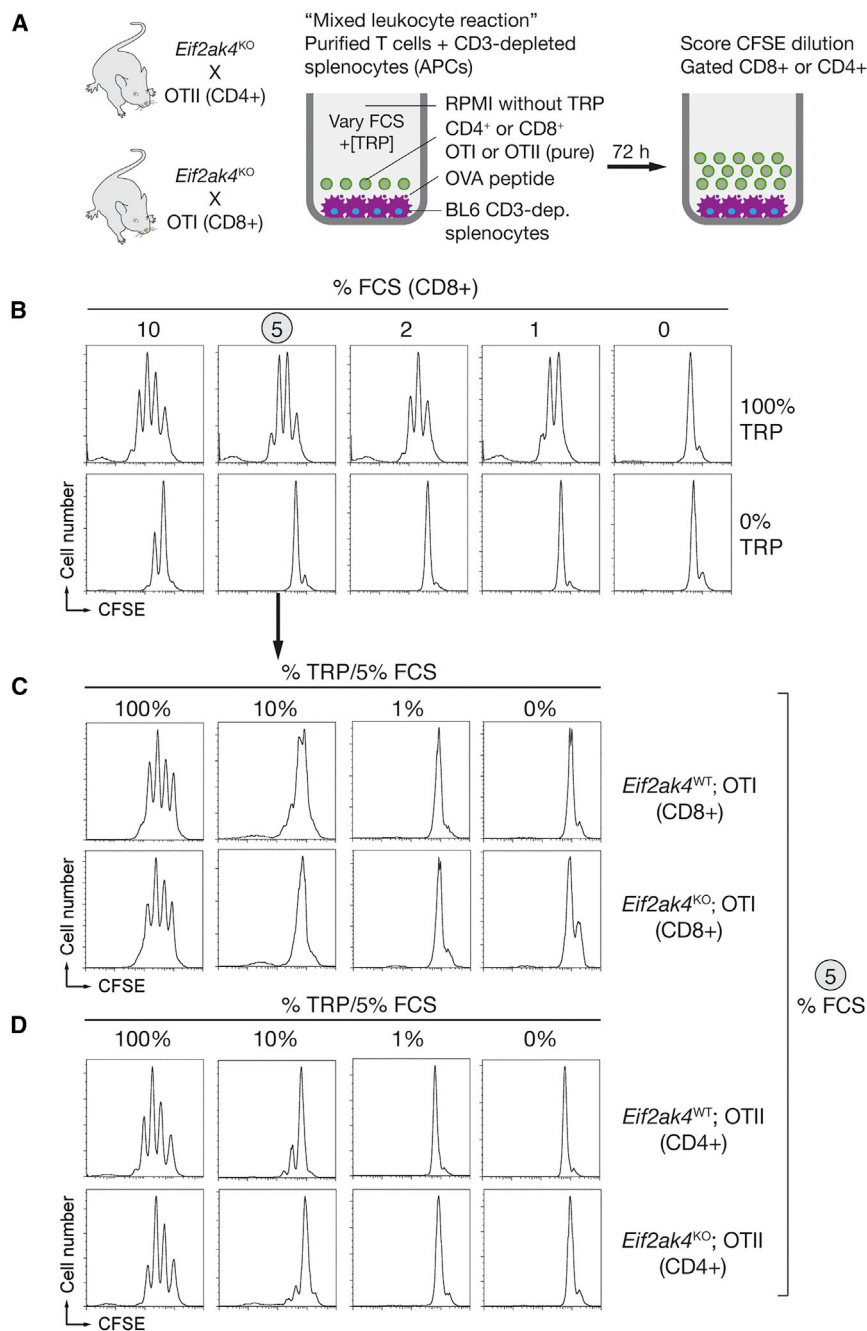 A
Eif2ak4KO
X
OTII (CD4+)
Eif2ak4KO
X
OTI (CD8+)
“Mixed leukocyte reaction”
Purified T cells + CD3-depleted
splenocytes (APCs)
Vary FCS
+[TRP]
RPMI without TRP
CD4+ or CD8+
OTI or OTII (pure)
OVA peptide
BL6 CD3-dep.
splenocytes
72 h
Score CFSE dilution
Gated CD8+ or CD4+
B
% FCS (CD8+)
10 5 2 1 0
100%
TRP
0%
TRP
Cell number
CFSE
C
% TRP/5% FCS
100% 10% 1% 0%
Eif2ak4WT; OTI
(CD8+)
Eif2ak4KO; OTI
(CD8+)
Cell number
CFSE
5
% FCS
D
% TRP/5% FCS
100% 10% 1% 0%
Eif2ak4WT; OTII
(CD4+)
Eif2ak4KO; OTII
(CD4+)
Cell number
CFSE